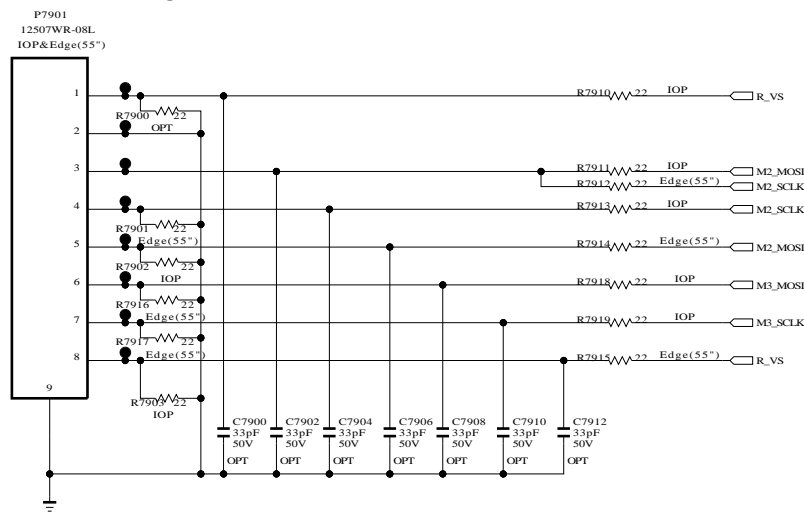 P7901
12507WR-08L
IOP&Edge(55")
1
R7910 22 IOP
R_VS
R7900 22
OPT
2
3
R7911 22 IOP
M2_MOSI
R7912 22 Edge(55")
M2_SCLK
4
R7913 22 IOP
M2_SCLK
R7901 22
Edge(55")
5
R7914 22 Edge(55")
M2_MOSI
R7902 22
IOP
6
R7918 22 IOP
M3_MOSI
R7916 22
Edge(55")
7
R7919 22 IOP
M3_SCLK
R7917 22
Edge(55")
8
R7915 22 Edge(55")
R_VS
9
R7903 22
IOP
C7900 C7902 C7904 C7906 C7908 C7910 C7912
33pF 33pF 33pF 33pF 33pF 33pF 33pF
50V 50V 50V 50V 50V 50V 50V
OPT OPT OPT OPT OPT OPT OPT